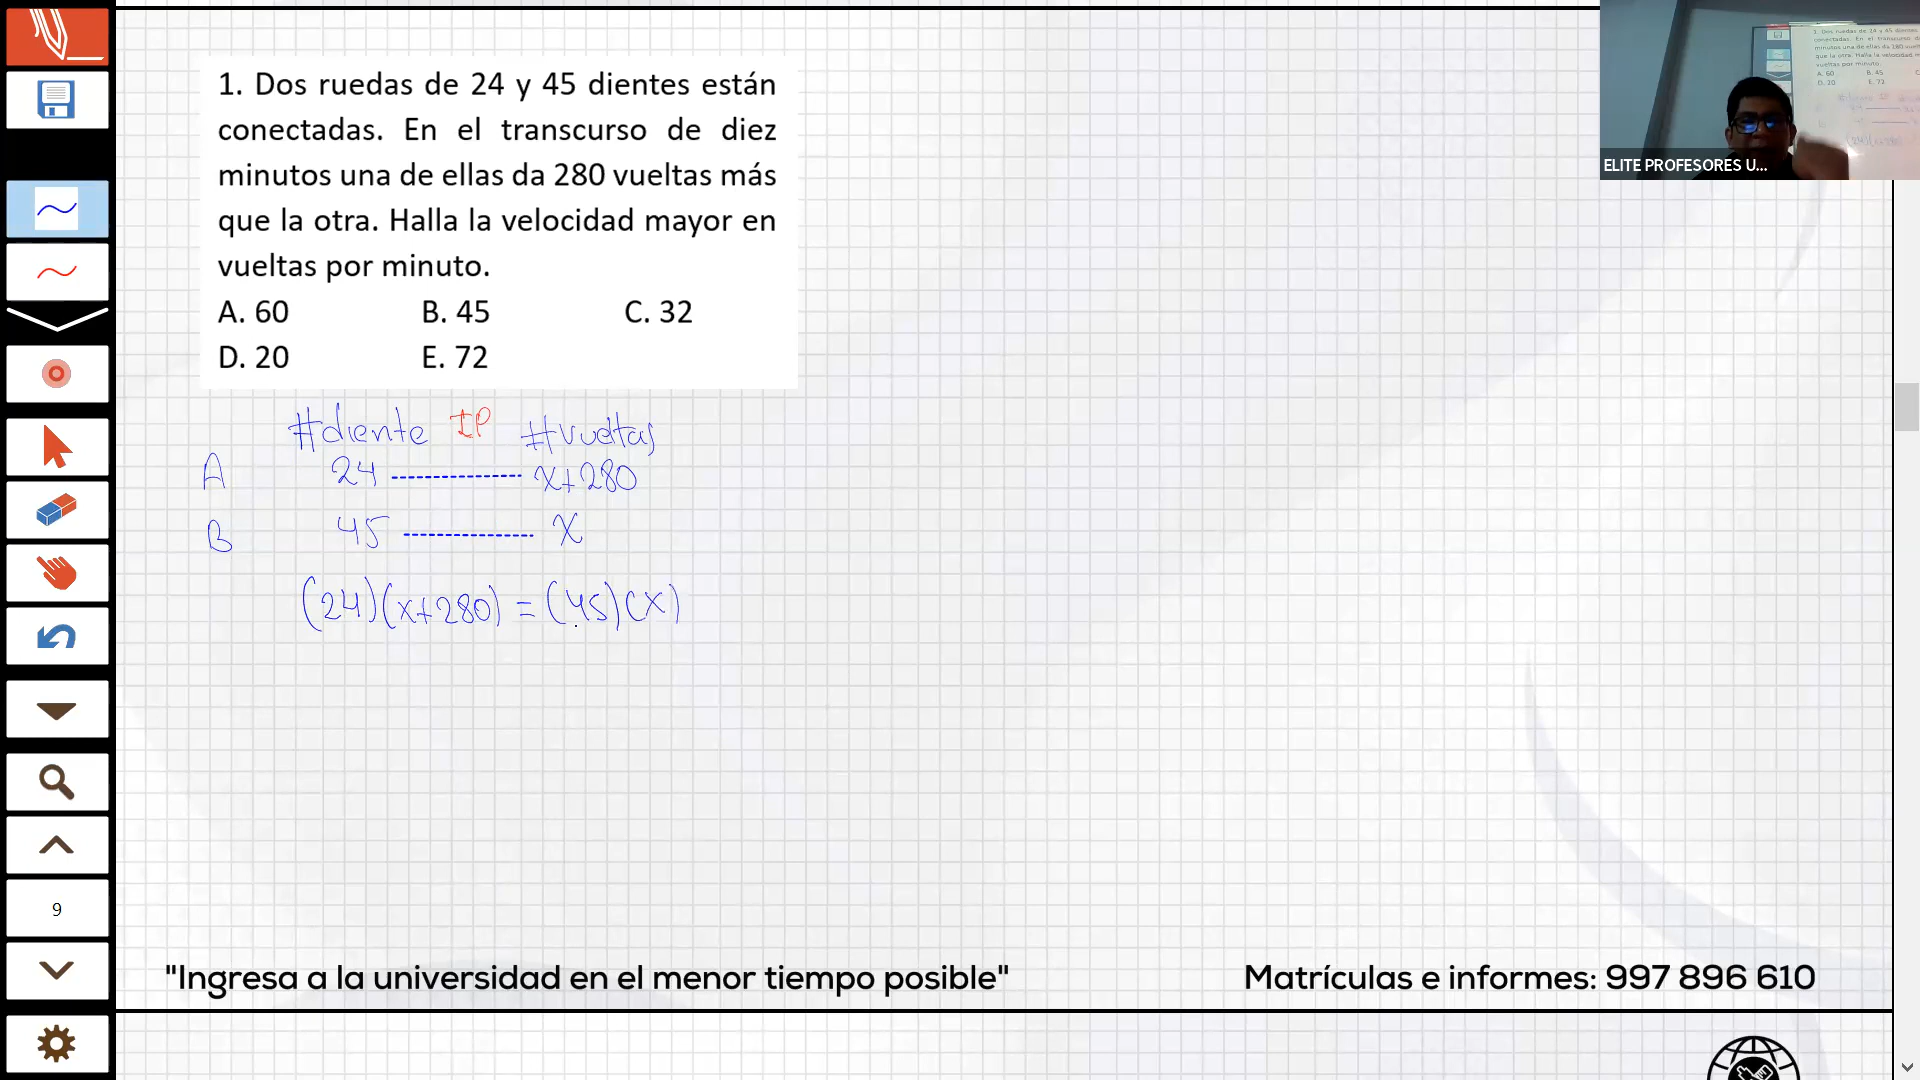 1. Dos ruedas de 24 y 45 dientes están
conectadas. En el transcurso de diez
minutos una de ellas da 280 vueltas más
que la otra. Halla la velocidad mayor en
vueltas por minuto.
A. 60 B. 45 C. 32
D. 20 E. 72
#diente IP #vueltas
A 24 x+280
B 45 x
(24)(x+280) = (45)(x)
ELITE PROFESORES U...
9
"Ingresa a la universidad en el menor tiempo posible" Matrículas e informes: 997 896 610